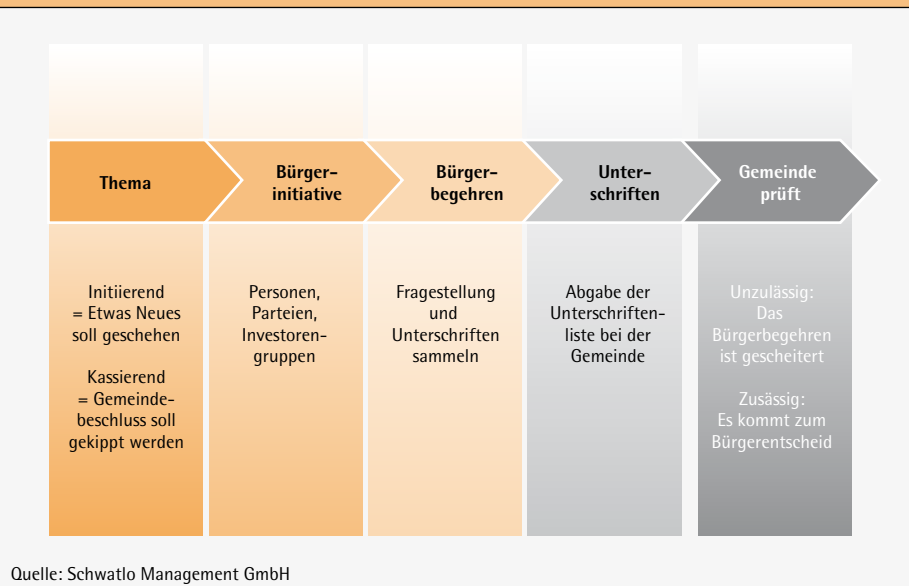 Thema
Bürger-
initiative
Bürger-
begehren
Unter-
schriften
Gemeinde
prüft
Initiierend
= Etwas Neues
soll geschehen
Kassierend
= Gemeinde-
beschluss soll
gekippt werden
Personen,
Parteien,
Investoren-
gruppen
Fragestellung
und
Unterschriften
sammeln
Abgabe der
Unterschriften-
liste bei der
Gemeinde
Unzulässig:
Das
Bürgerbegehren
ist gescheitert
Zusässig:
Es kommt zum
Bürgerentscheid
Quelle: Schwatlo Management GmbH